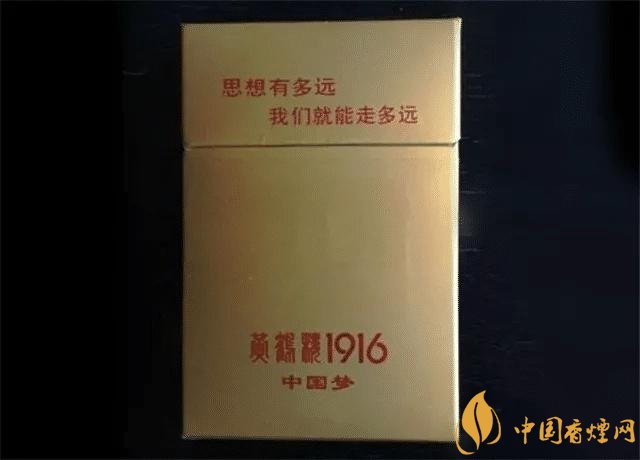 思想有多远
我们就能走多远
黄鹤楼1916
中国梦
中国香烟网